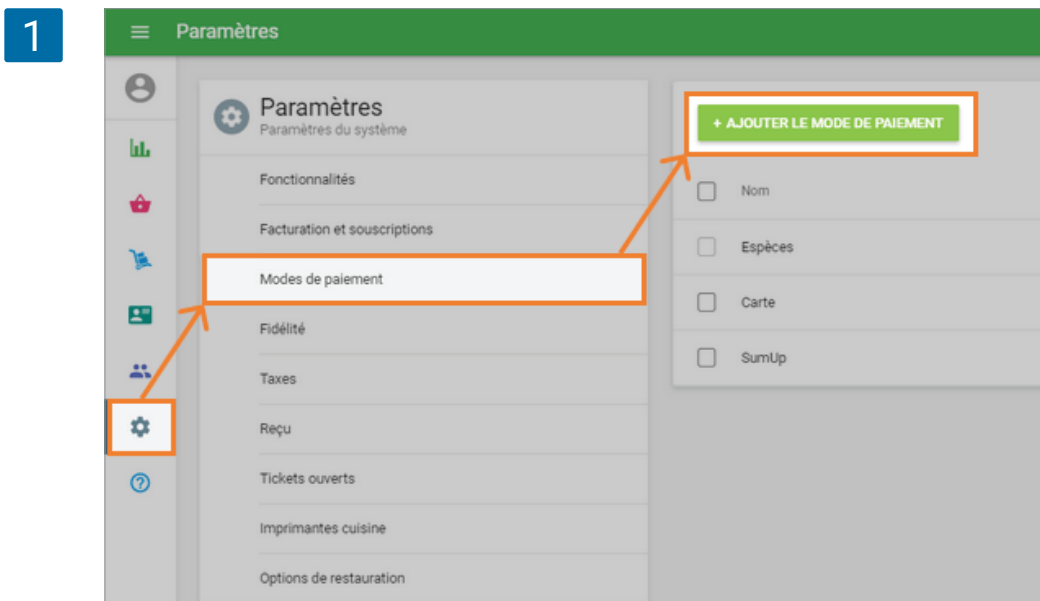 1
Paramètres
Paramètres
Paramètres du système
Fonctionnalités
Facturation et souscriptions
Modes de paiement
Fidélité
Taxes
Reçu
Tickets ouverts
Imprimantes cuisine
Options de restauration
+ AJOUTER LE MODE DE PAIEMENT
Nom
Espèces
Carte
SumUp